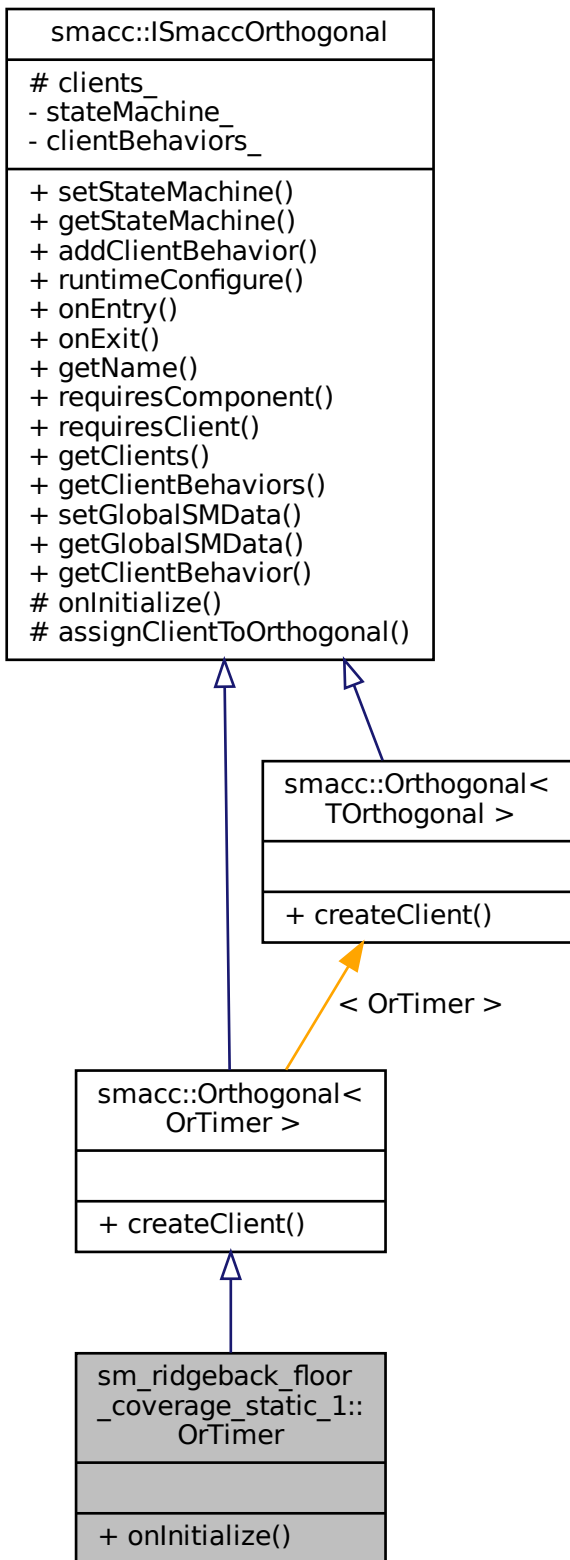 smacc::ISmaccOrthogonal
# clients_
- stateMachine_
- clientBehaviors_
+ setStateMachine()
+ getStateMachine()
+ addClientBehavior()
+ runtimeConfigure()
+ onEntry()
+ onExit()
+ getName()
+ requiresComponent()
+ requiresClient()
+ getClients()
+ getClientBehaviors()
+ setGlobalSMData()
+ getGlobalSMData()
+ getClientBehavior()
# onInitialize()
# assignClientToOrthogonal()
smacc::Orthogonal<
TOrthogonal >
+ createClient()
< OrTimer >
smacc::Orthogonal<
OrTimer >
+ createClient()
sm_ridgeback_floor
_coverage_static_1::
OrTimer
+ onInitialize()